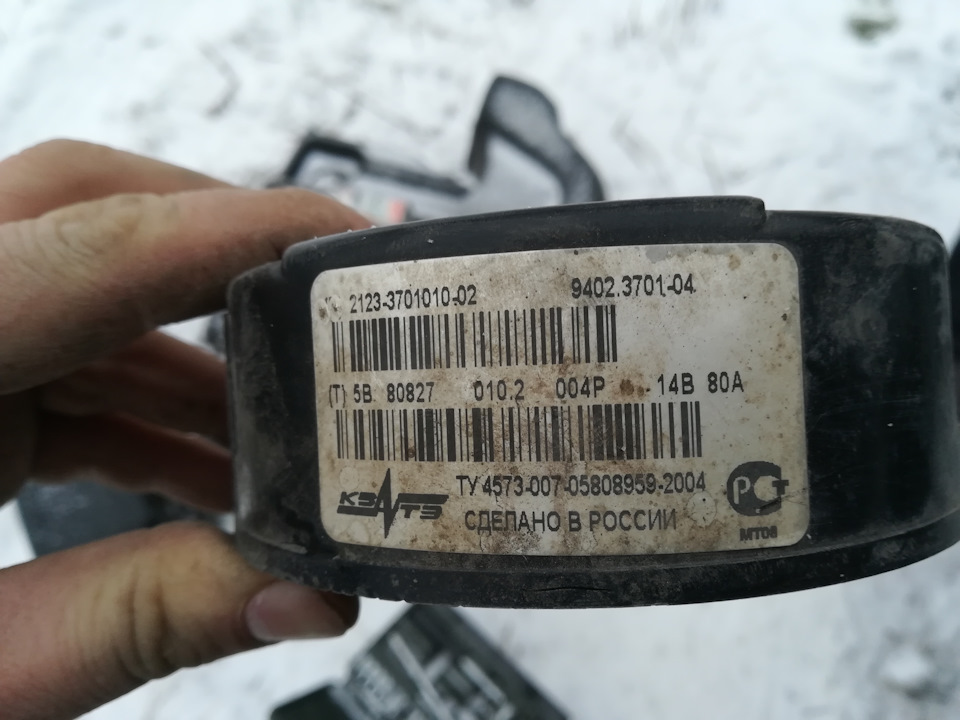 2123-3701010-02 9402.3701-04
(T) 5B 80827 010.2 004P 14B 80A
КЗАТЭ ТУ 4573-007-05808959-2004 РСТ
СДЕЛАНО В РОССИИ
МТ06